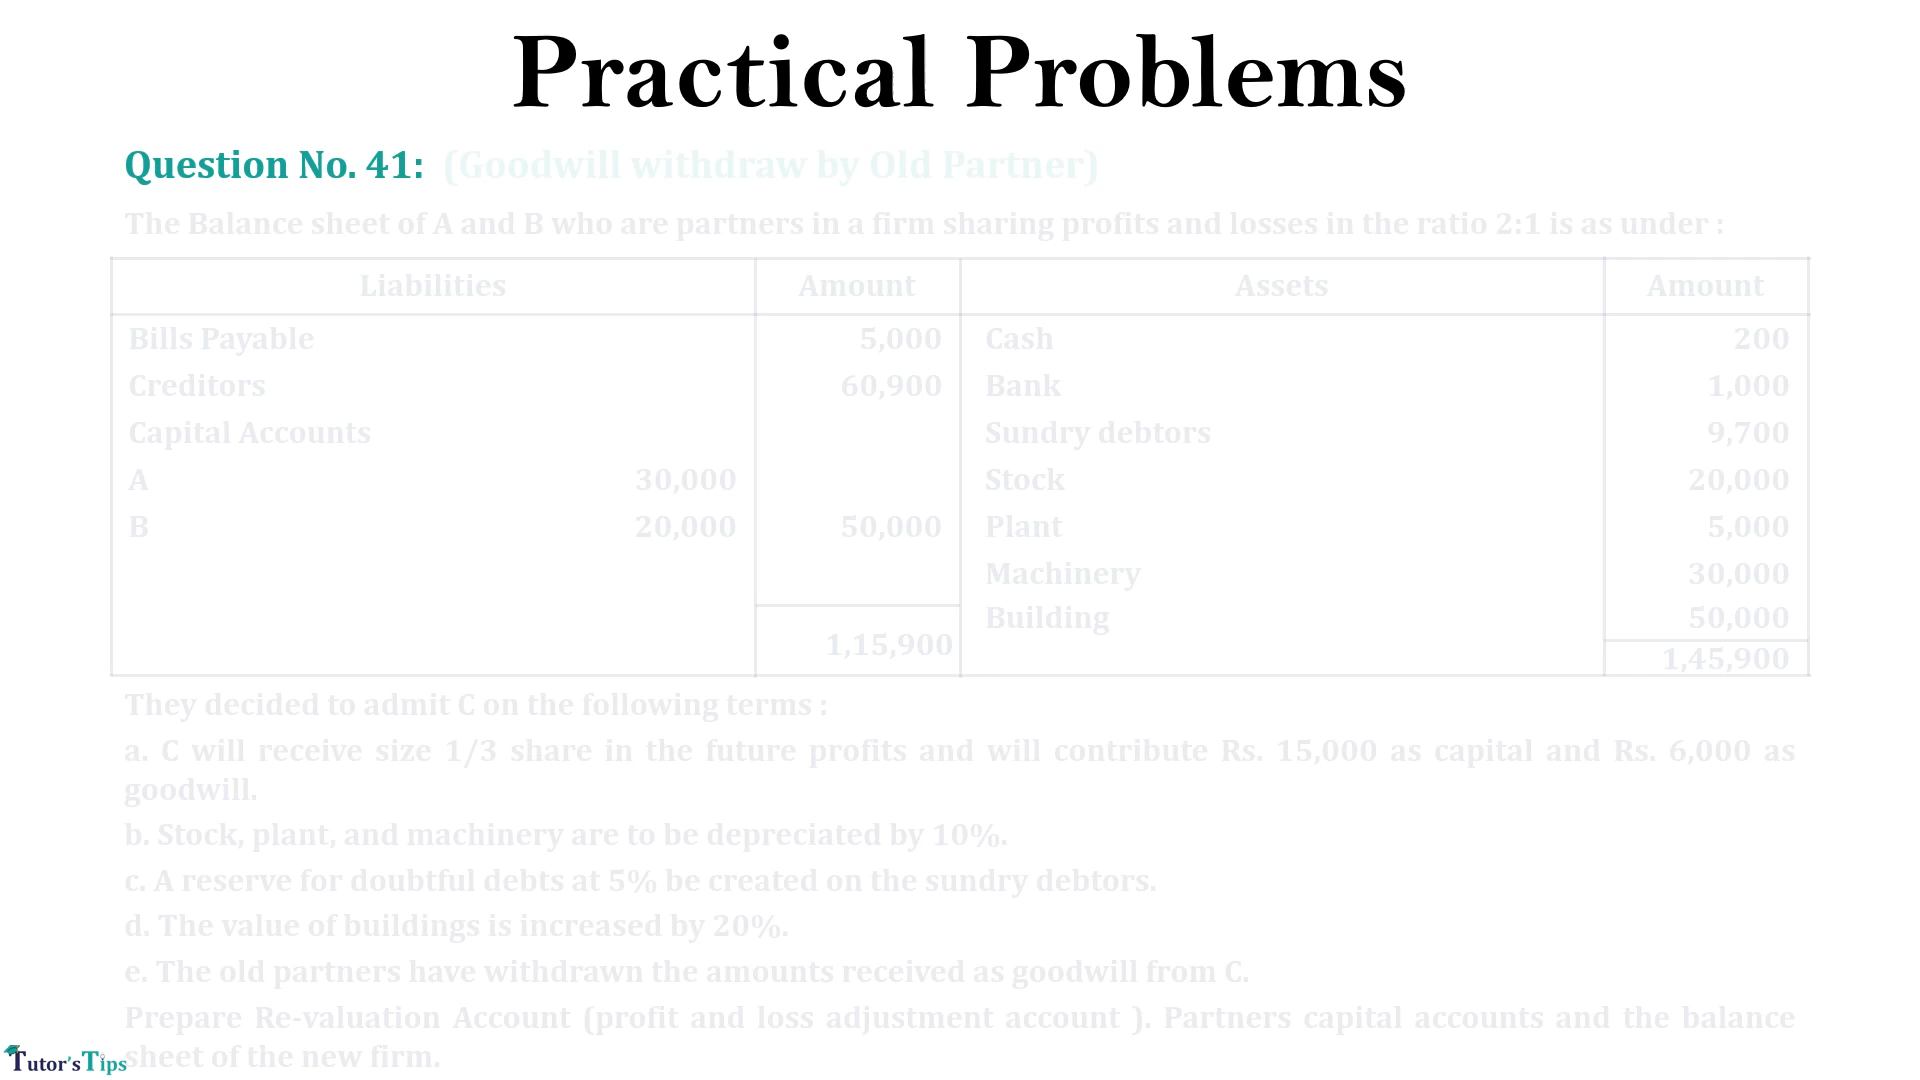 Practical Problems
Question No. 41: (Goodwill withdraw by Old Partner)
The Balance sheet of A and B who are partners in a firm sharing profits and losses in the ratio 2:1 is as under :
Liabilities Amount Assets Amount
Bills Payable 5,000 Cash 200
Creditors 60,900 Bank 1,000
Capital Accounts Sundry debtors 9,700
A 30,000 Stock 20,000
B 20,000 50,000 Plant 5,000
Machinery 30,000
Building 50,000
1,15,900 1,45,900
They decided to admit C on the following terms :
a. C will receive size 1/3 share in the future profits and will contribute Rs. 15,000 as capital and Rs. 6,000 as
goodwill.
b. Stock, plant, and machinery are to be depreciated by 10%.
c. A reserve for doubtful debts at 5% be created on the sundry debtors.
d. The value of buildings is increased by 20%.
e. The old partners have withdrawn the amounts received as goodwill from C.
Prepare Re-valuation Account (profit and loss adjustment account ). Partners capital accounts and the balance
sheet of the new firm.
Tutor'sTips